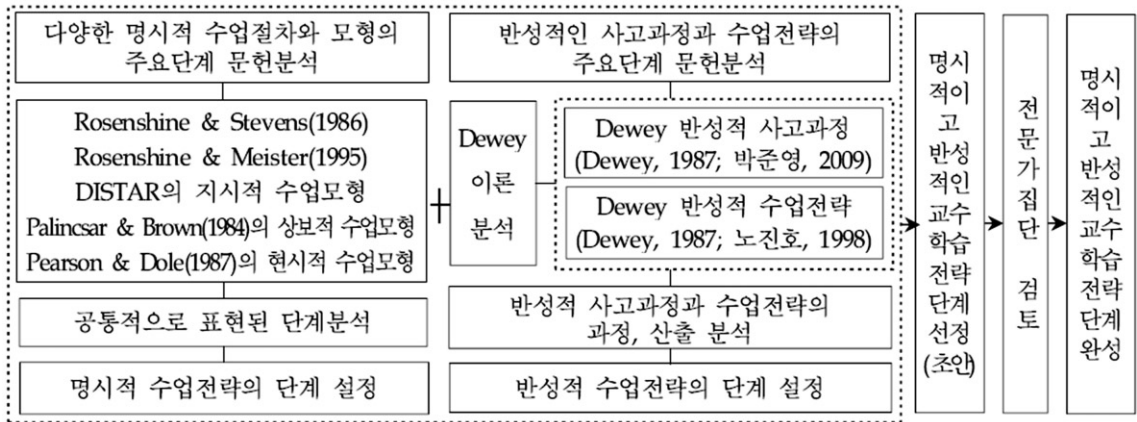 다양한 명시적 수업절차와 모형의
주요단계 문헌분석
Rosenshine & Stevens(1986)
Rosenshine & Meister(1995)
DISTAR의 지시적 수업모형
Palincsar & Brown(1984)의 상보적 수업모형
Pearson & Dole(1987)의 현시적 수업모형
공통적으로 표현된 단계분석
명시적 수업전략의 단계 설정
+
반성적인 사고과정과 수업전략의
주요단계 문헌분석
Dewey
이론
분석
Dewey 반성적 사고과정
(Dewey, 1987; 박준영, 2009)
Dewey 반성적 수업전략
(Dewey, 1987; 노진호, 1998)
반성적 사고과정과 수업전략의
과정, 산출 분석
반성적 수업전략의 단계 설정
명시
적이
고
반성
적인
교수
학습
전략
단계
선정
(초안)
전
문
가
집
단
검
토
명시
적이
고
반성
적인
교수
학습
전략
단계
완성